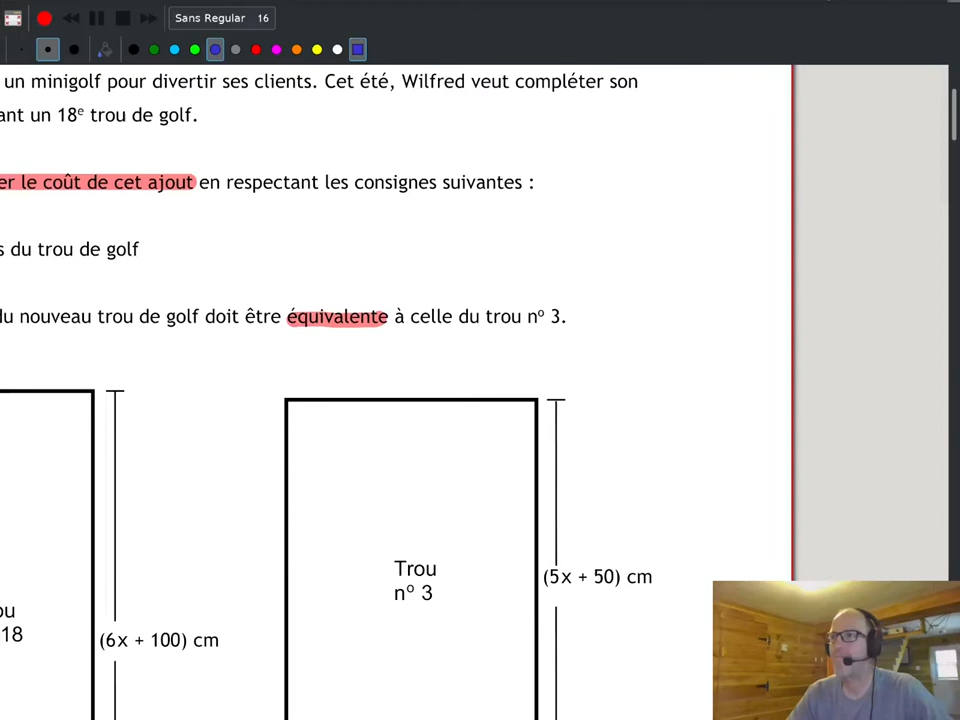 Sans Regular 16
un minigolf pour divertir ses clients. Cet été, Wilfred veut compléter son
ant un 18e trou de golf.
er le coût de cet ajout en respectant les consignes suivantes :
s du trou de golf
du nouveau trou de golf doit être équivalente à celle du trou nº 3.
Trou
nº 3
(5x + 50) cm
ou
18
(6x + 100) cm